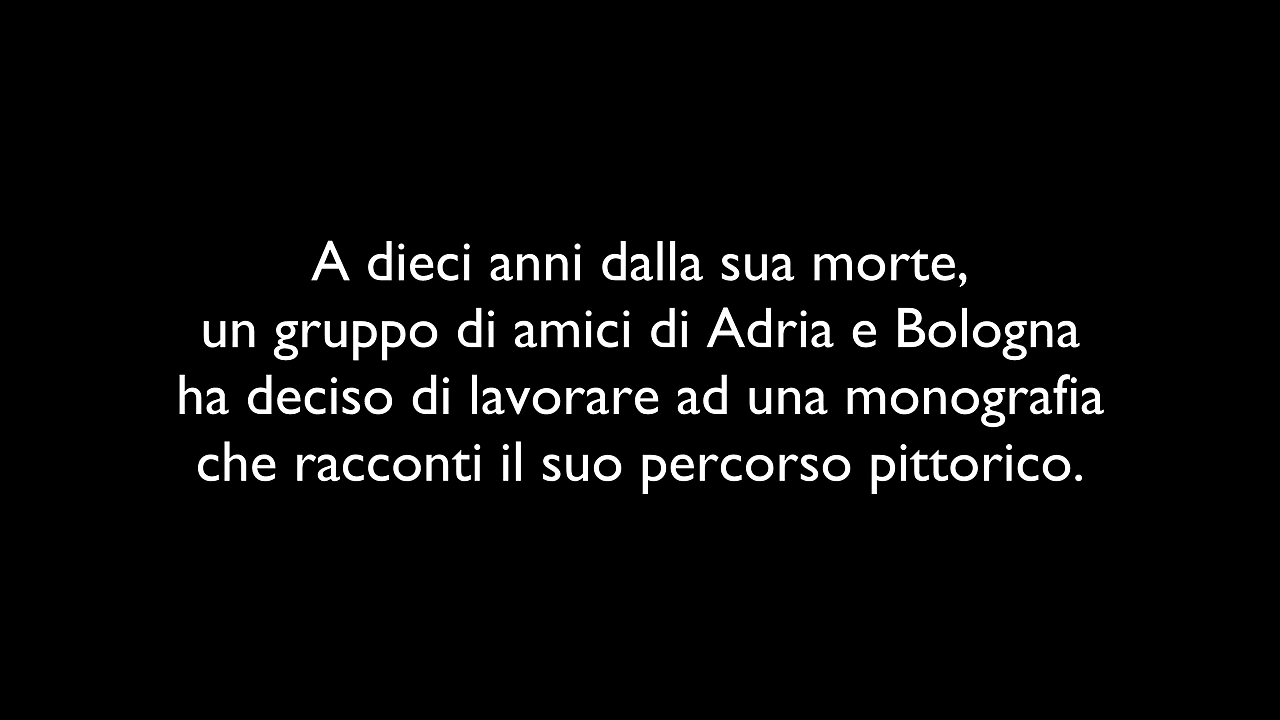 A dieci anni dalla sua morte,
un gruppo di amici di Adria e Bologna
ha deciso di lavorare ad una monografia
che racconti il suo percorso pittorico.